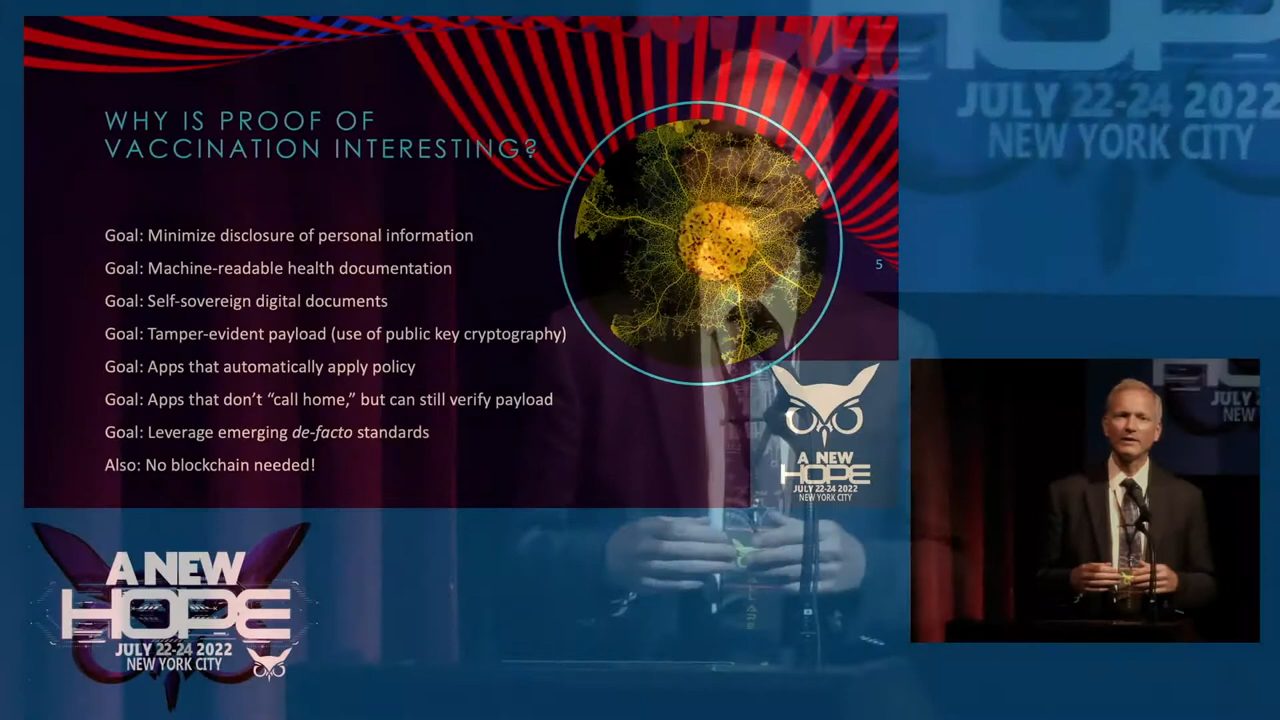 WHY IS PROOF OF
VACCINATION INTERESTING?
Goal: Minimize disclosure of personal information
Goal: Machine-readable health documentation
Goal: Self-sovereign digital documents
Goal: Tamper-evident payload (use of public key cryptography)
Goal: Apps that automatically apply policy
Goal: Apps that don’t “call home,” but can still verify payload
Goal: Leverage emerging de-facto standards
Also: No blockchain needed!
5
A NEW
HOPE
JULY 22-24 2022
NEW YORK CITY
JULY 22-24 2022
NEW YORK CITY
A NEW
HOPE
JULY 22-24 2022
NEW YORK CITY